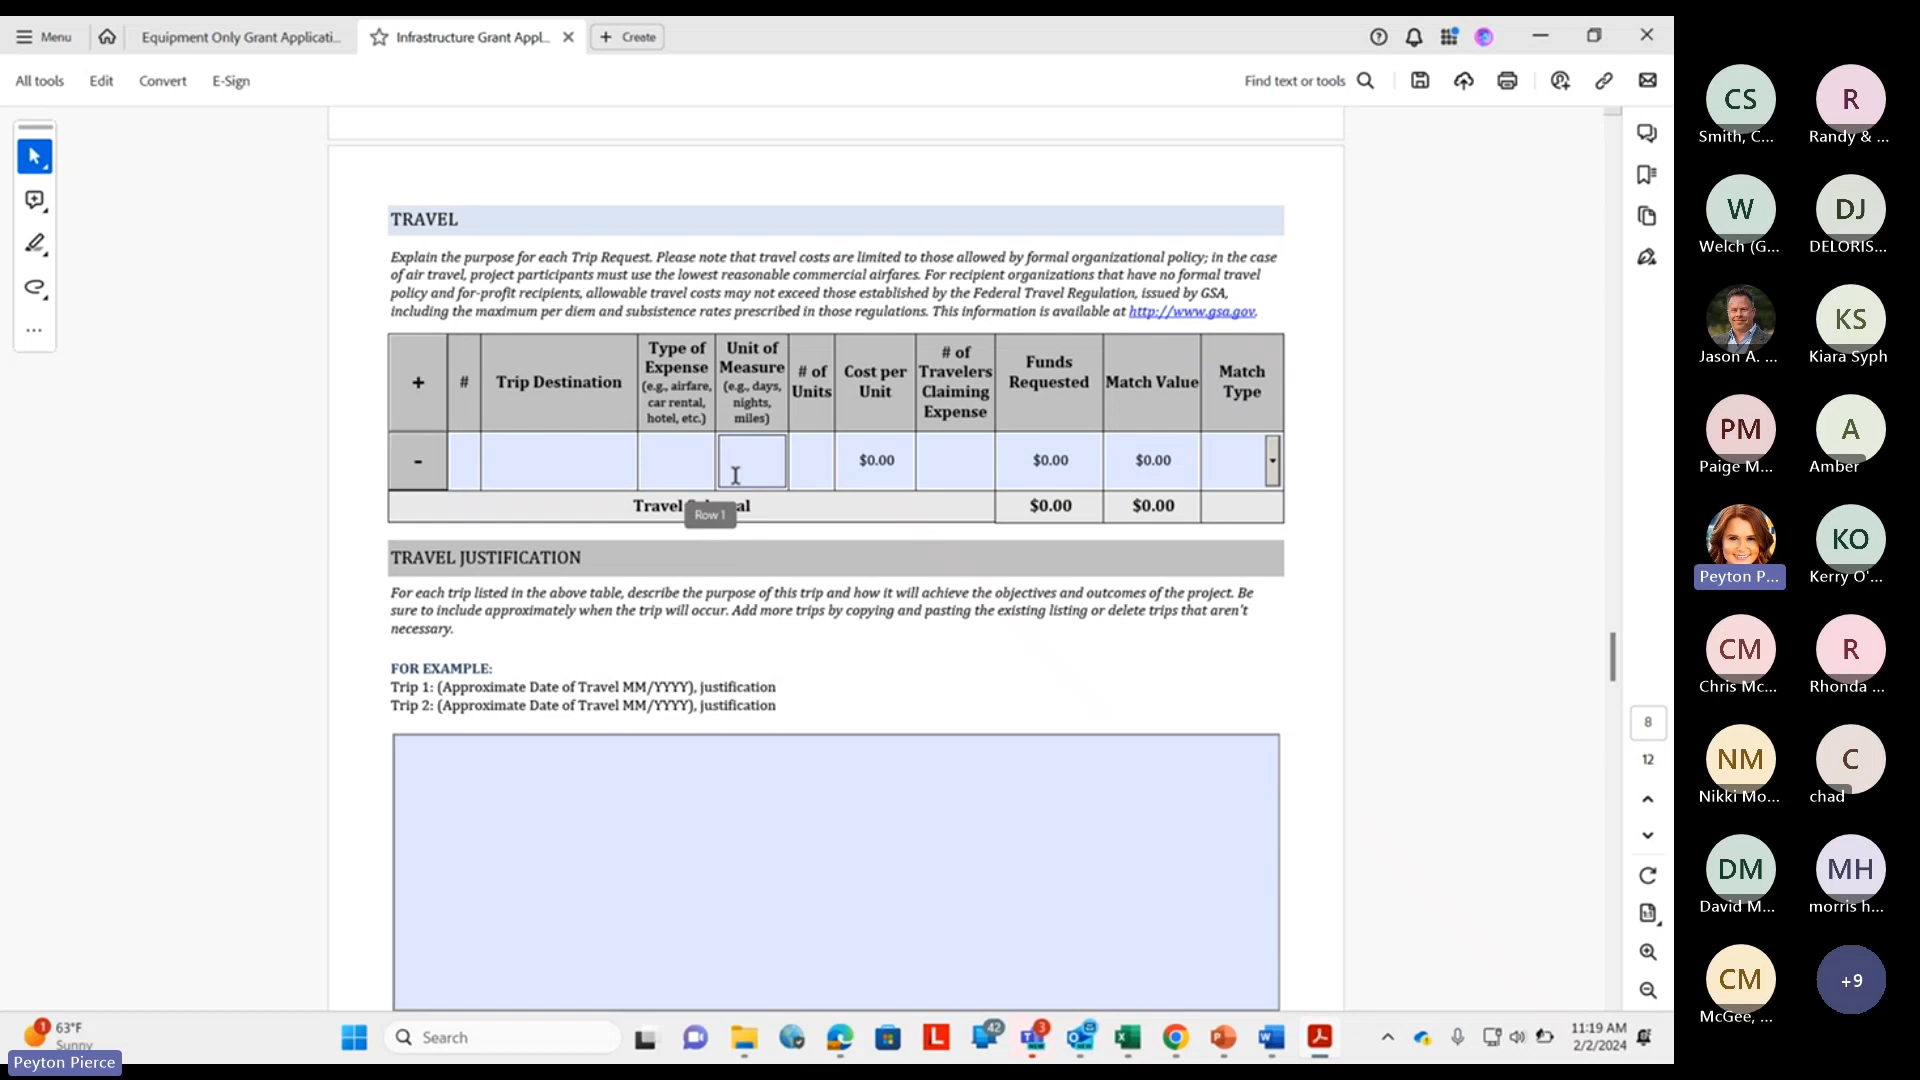 Menu
Equipment Only Grant Applicati...
Infrastructure Grant Appl...
Create
All tools
Edit
Convert
E-Sign
Find text or tools
TRAVEL
Explain the purpose for each Trip Request. Please note that travel costs are limited to those allowed by formal organizational policy; in the case
of air travel, project participants must use the lowest reasonable commercial airfares. For recipient organizations that have no formal travel
policy and for-profit recipients, allowable travel costs may not exceed those established by the Federal Travel Regulation, issued by GSA,
including the maximum per diem and subsistence rates prescribed in those regulations. This information is available at http://www.gsa.gov.
+
#
Trip Destination
Type of Expense (e.g., airfare, car rental, hotel, etc.)
Unit of Measure (e.g., days, nights, miles)
# of Units
Cost per Unit
# of Travelers Claiming Expense
Funds Requested
Match Value
Match Type
-
$0.00
$0.00
$0.00
Travel
al
Row 1
$0.00
$0.00
TRAVEL JUSTIFICATION
For each trip listed in the above table, describe the purpose of this trip and how it will achieve the objectives and outcomes of the project. Be
sure to include approximately when the trip will occur. Add more trips by copying and pasting the existing listing or delete trips that aren't
necessary.
FOR EXAMPLE:
Trip 1: (Approximate Date of Travel MM/YYYY), justification
Trip 2: (Approximate Date of Travel MM/YYYY), justification
8
12
1
63°F
Sunny
Search
42
3
11:19 AM
2/2/2024
Peyton Pierce
CS
Smith, C...
R
Randy & ...
W
Welch (G...
DJ
DELORIS...
Jason A. ...
KS
Kiara Syph
PM
Paige M...
A
Amber
Peyton P...
KO
Kerry O'...
CM
Chris Mc...
R
Rhonda ...
NM
Nikki Mo...
C
chad
DM
David M...
MH
morris h...
CM
McGee, ...
+9